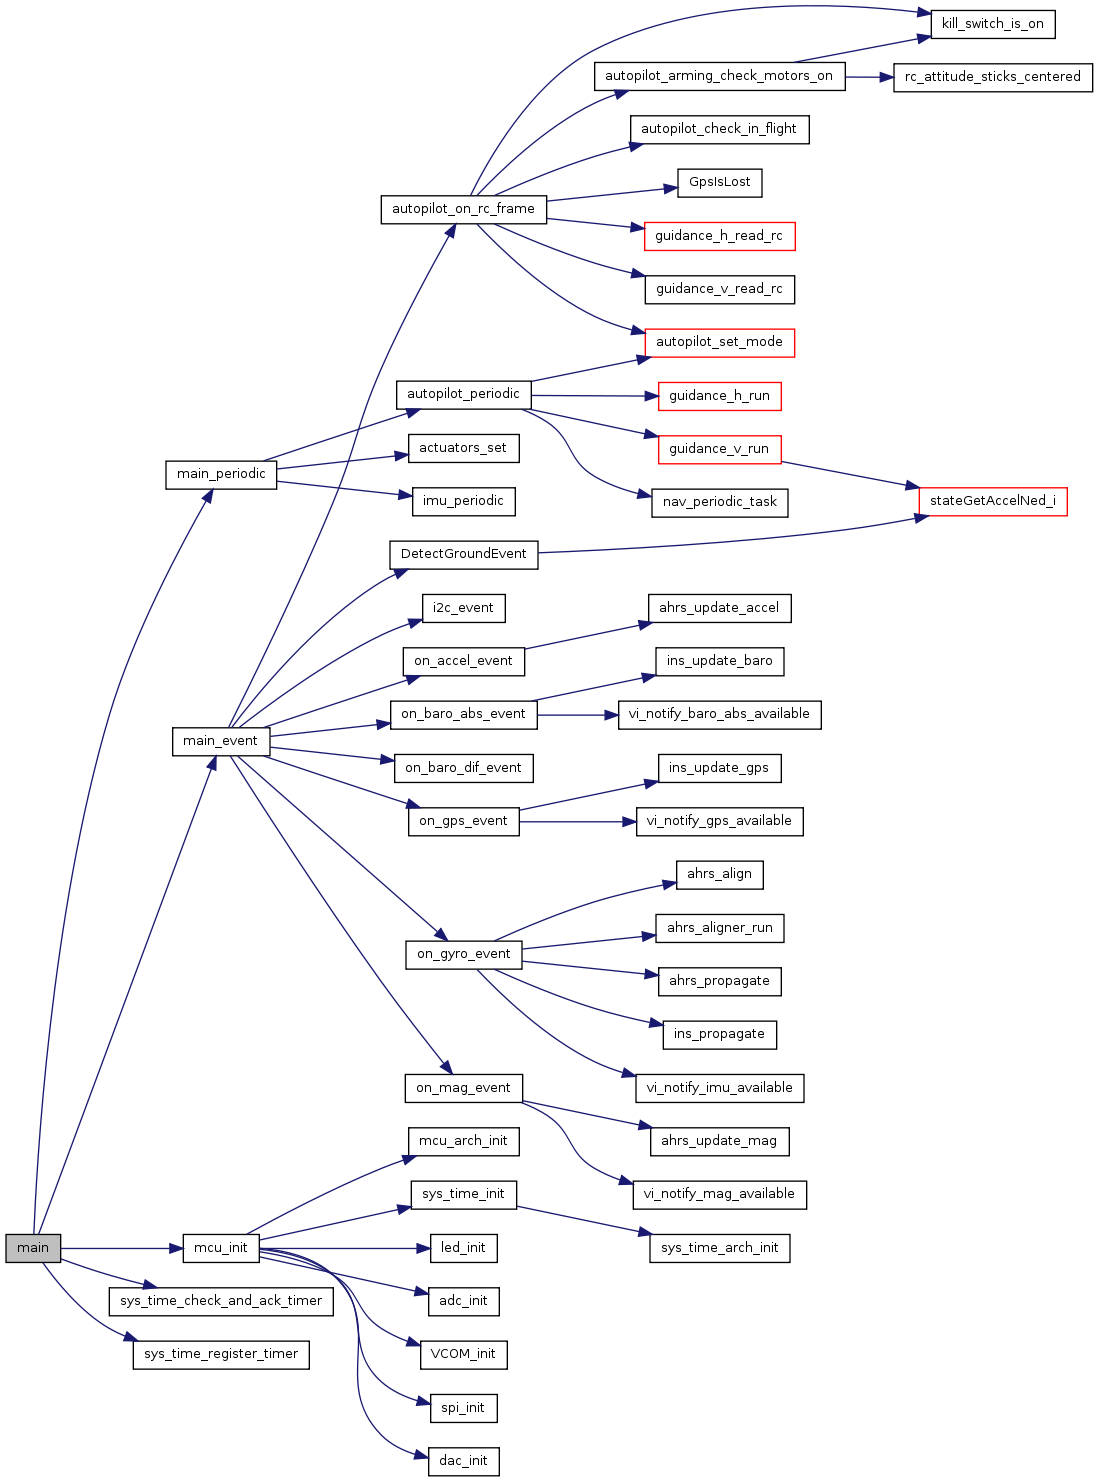 kill_switch_is_on
autopilot_arming_check_motors_on
rc_attitude_sticks_centered
autopilot_check_in_flight
GpsIsLost
autopilot_on_rc_frame
guidance_h_read_rc
guidance_v_read_rc
autopilot_set_mode
autopilot_periodic
guidance_h_run
actuators_set
guidance_v_run
main_periodic
imu_periodic
nav_periodic_task
stateGetAccelNed_i
DetectGroundEvent
i2c_event
ahrs_update_accel
on_accel_event
ins_update_baro
on_baro_abs_event
vi_notify_baro_abs_available
main_event
on_baro_dif_event
ins_update_gps
on_gps_event
vi_notify_gps_available
ahrs_align
ahrs_aligner_run
on_gyro_event
ahrs_propagate
ins_propagate
on_mag_event
vi_notify_imu_available
mcu_arch_init
ahrs_update_mag
sys_time_init
vi_notify_mag_available
main
mcu_init
led_init
sys_time_arch_init
sys_time_check_and_ack_timer
adc_init
sys_time_register_timer
VCOM_init
spi_init
dac_init